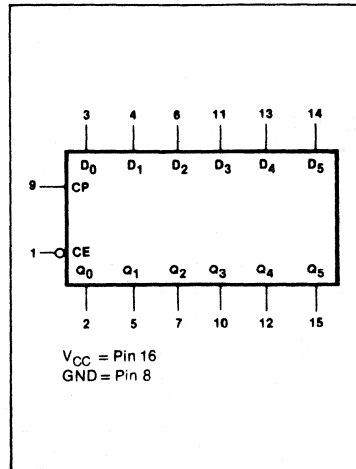 3 4 6 11 13 14
D0 D1 D2 D3 D4 D5
9 CP
1 CE
Q0 Q1 Q2 Q3 Q4 Q5
2 5 7 10 12 15
VCC = Pin 16
GND = Pin 8